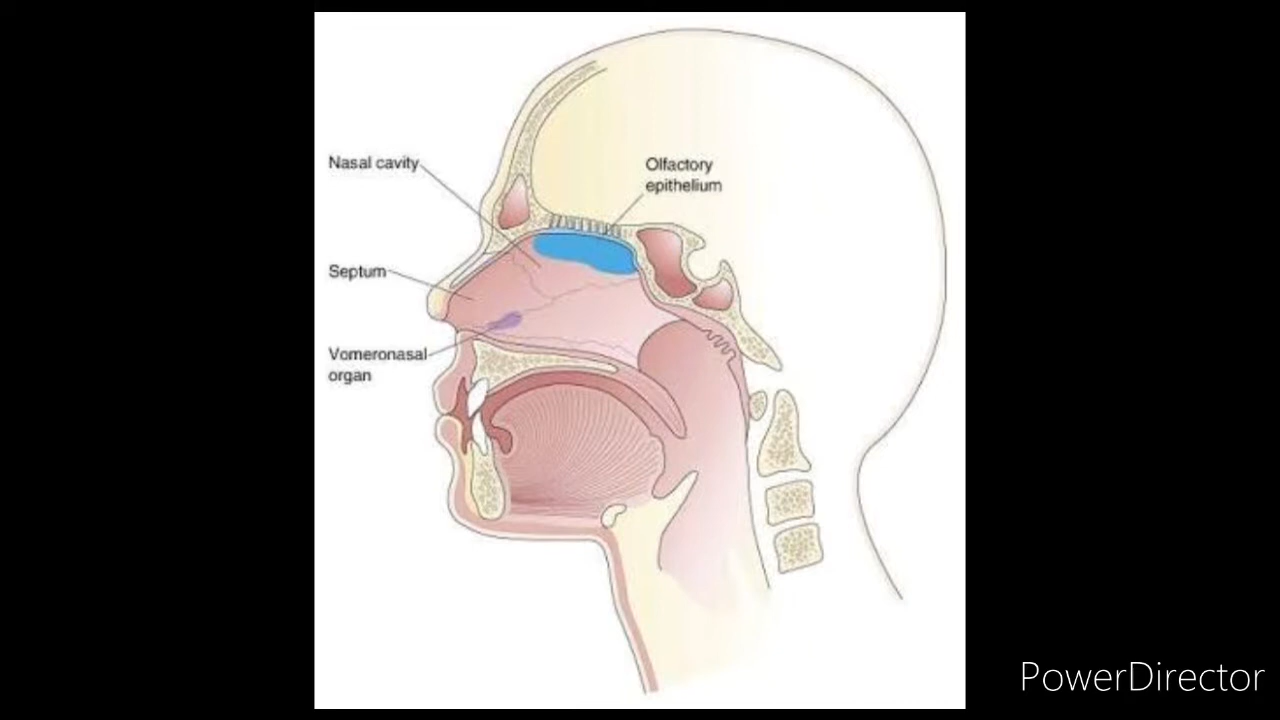 Nasal cavity
Olfactory
epithelium
Septum
Vomeronasal
organ
PowerDirector